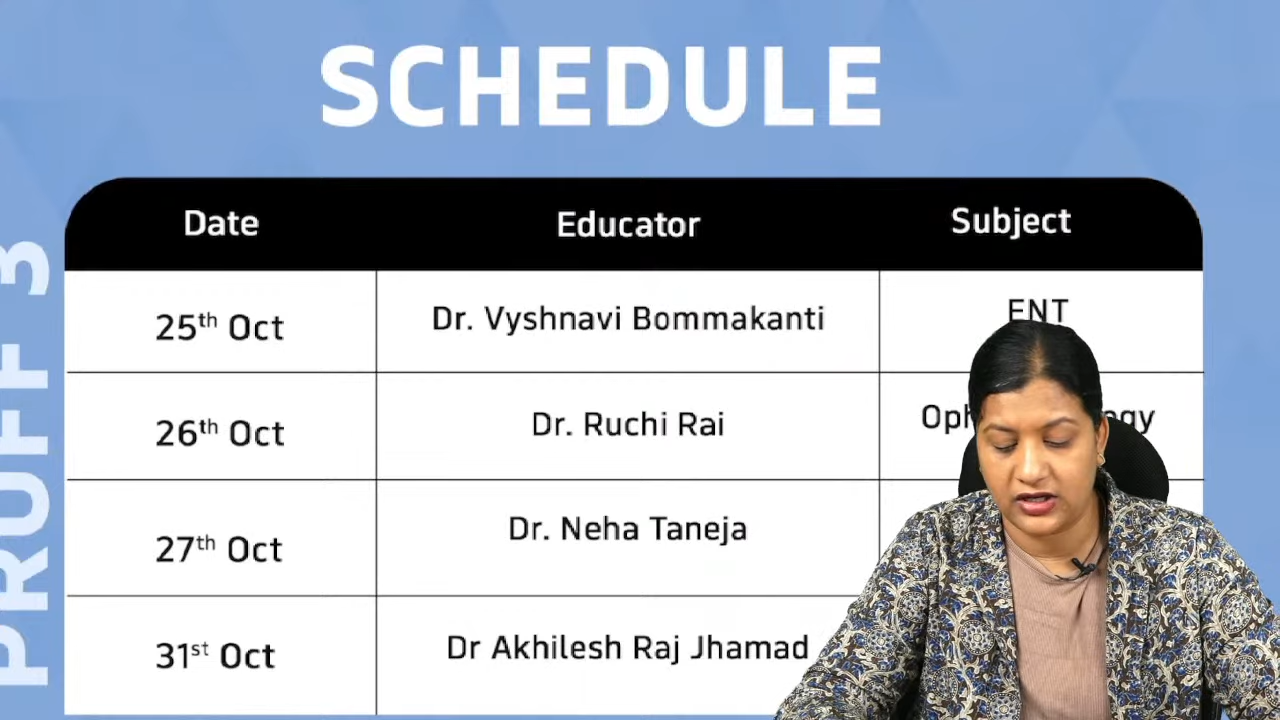 SCHEDULE
Date Educator Subject
25th Oct Dr. Vyshnavi Bommakanti ENT
26th Oct Dr. Ruchi Rai
27th Oct Dr. Neha Taneja
31st Oct Dr Akhilesh Raj Jhamad
PROFF 3